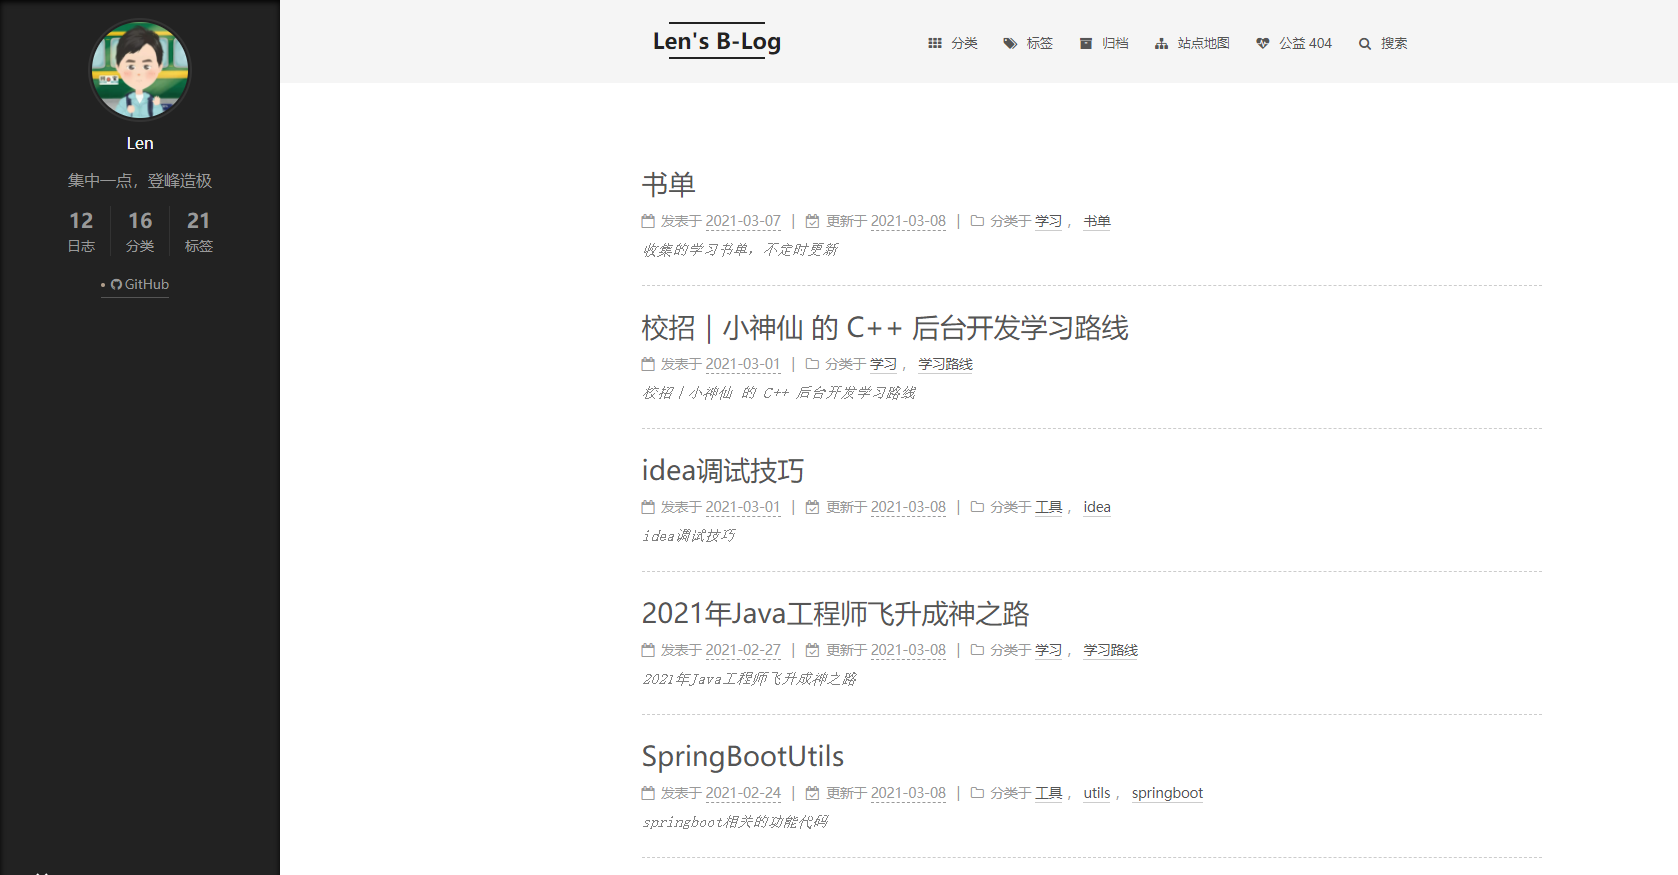 Len
集中一点，登峰造极
12 16 21
日志 分类 标签
• GitHub
Len's B-Log
分类 标签 归档 站点地图 公益 404 搜索
书单
发表于 2021-03-07 | 更新于 2021-03-08 | 分类于 学习 ， 书单
收集的学习书单，不定时更新
校招 | 小神仙 的 C++ 后台开发学习路线
发表于 2021-03-01 | 分类于 学习 ， 学习路线
校招 | 小神仙 的 C++ 后台开发学习路线
idea调试技巧
发表于 2021-03-01 | 更新于 2021-03-08 | 分类于 工具 ， idea
idea调试技巧
2021年Java工程师飞升成神之路
发表于 2021-02-27 | 更新于 2021-03-08 | 分类于 学习 ， 学习路线
2021年Java工程师飞升成神之路
SpringBootUtils
发表于 2021-02-24 | 更新于 2021-03-08 | 分类于 工具 ， utils ， springboot
springboot相关的功能代码